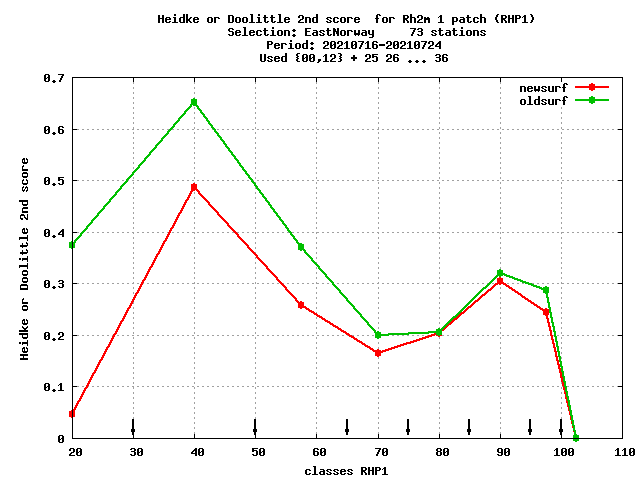 Heidke or Doolittle 2nd score  for Rh2m 1 patch (RHP1)
Selection: EastNorway     73 stations
Period: 20210716-20210724
Used {00,12} + 25 26 ... 36
newsurf
oldsurf
Heidke or Doolittle 2nd score
0.7
0.6
0.5
0.4
0.3
0.2
0.1
0
20 30 40 50 60 70 80 90 100 110
classes RHP1